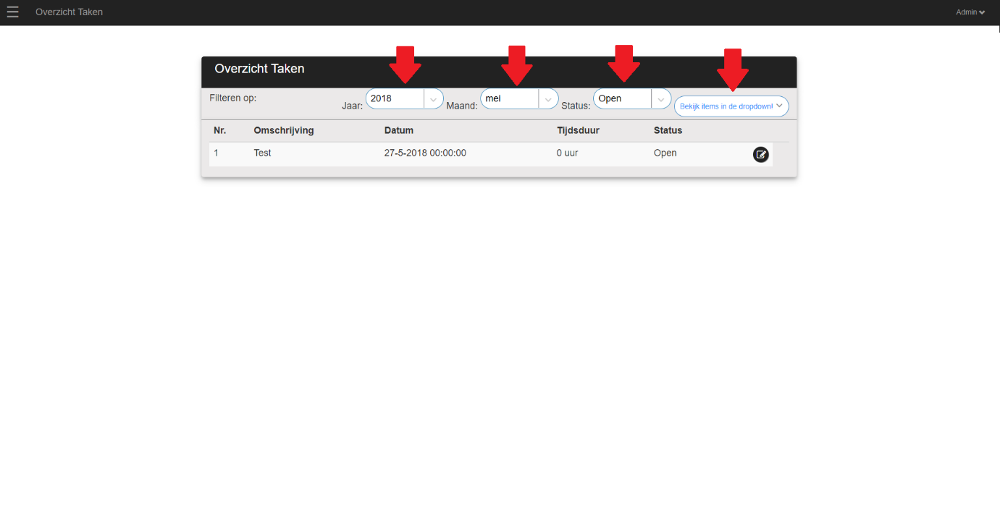 Overzicht Taken
Admin
Overzicht Taken
Filteren op:
Jaar: 2018 Maand: mei Status: Open Bekijk items in de dropdown!
Nr. Omschrijving Datum Tijdsduur Status
1 Test 27-5-2018 00:00:00 0 uur Open